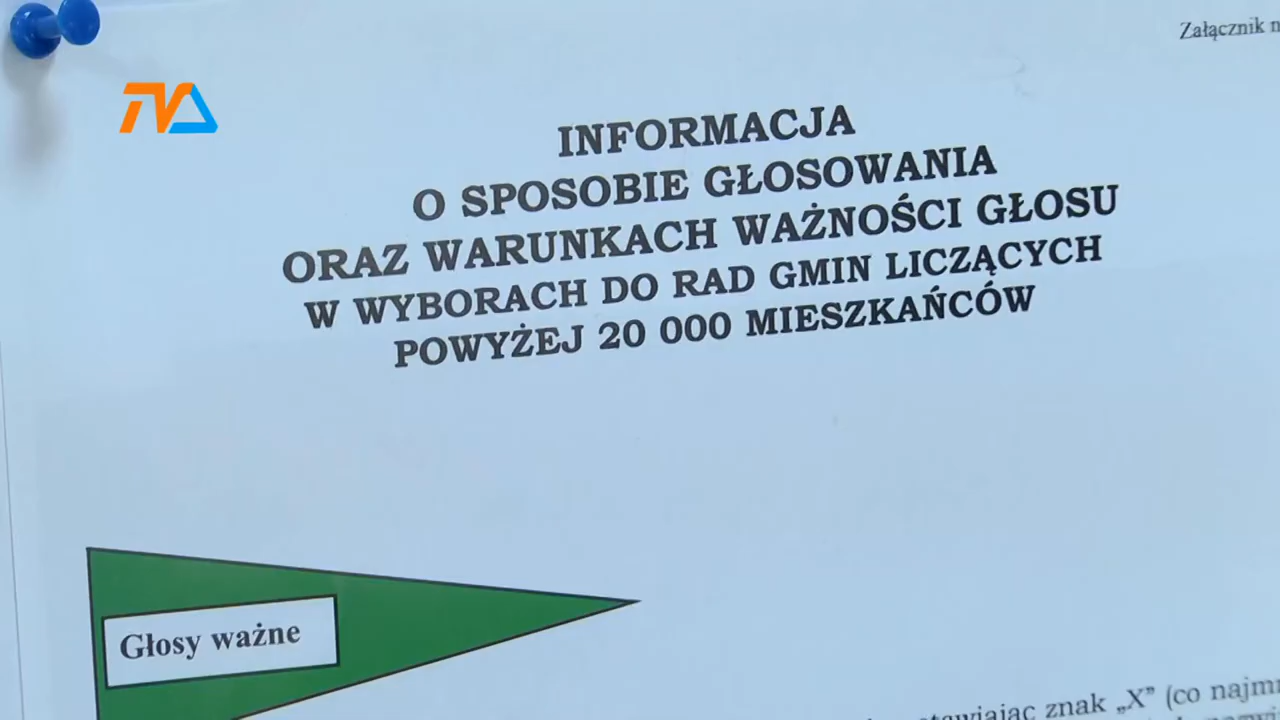 Załącznik
TVA
INFORMACJA
O SPOSOBIE GŁOSOWANIA
ORAZ WARUNKACH WAŻNOŚCI GŁOSU
W WYBORACH DO RAD GMIN LICZĄCYCH
POWYŻEJ 20 000 MIESZKAŃCÓW
Głosy ważne
znak „X” (co